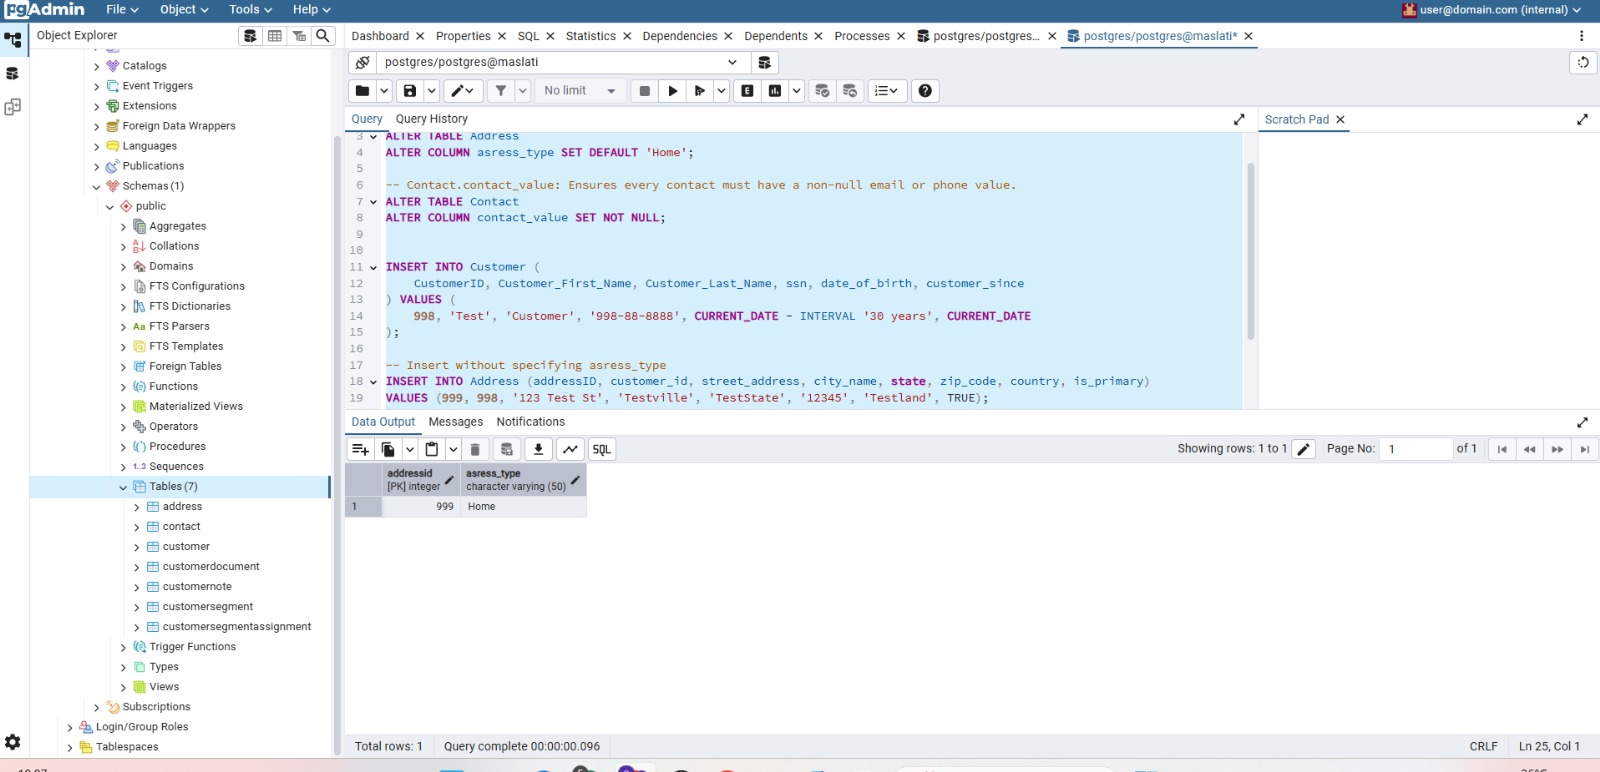 pgAdmin File Object Tools Help user@domain.com (internal)
Object Explorer
Dashboard Properties SQL Statistics Dependencies Dependents Processes postgres/postgres... postgres/postgres@maslati*
postgres/postgres@maslati
No limit
E
Query Query History
Scratch Pad
Catalogs
Event Triggers
Extensions
Foreign Data Wrappers
Languages
Publications
Schemas (1)
public
Aggregates
Collations
Domains
FTS Configurations
FTS Dictionaries
Aa FTS Parsers
FTS Templates
Foreign Tables
Functions
Materialized Views
Operators
Procedures
1..3 Sequences
Tables (7)
address
contact
customer
customerdocument
customernote
customersegment
customersegmentassignment
Trigger Functions
Types
Views
Subscriptions
Login/Group Roles
Tablespaces
3 ALTER TABLE Address
4 ALTER COLUMN asress_type SET DEFAULT 'Home';
5
6 -- Contact.contact_value: Ensures every contact must have a non-null email or phone value.
7 ALTER TABLE Contact
8 ALTER COLUMN contact_value SET NOT NULL;
9
10
11 INSERT INTO Customer (
12 CustomerID, Customer_First_Name, Customer_Last_Name, ssn, date_of_birth, customer_since
13 ) VALUES (
14 998, 'Test', 'Customer', '998-88-8888', CURRENT_DATE - INTERVAL '30 years', CURRENT_DATE
15 );
16
17 -- Insert without specifying asress_type
18 INSERT INTO Address (addressID, customer_id, street_address, city_name, state, zip_code, country, is_primary)
19 VALUES (999, 998, '123 Test St', 'Testville', 'TestState', '12345', 'Testland', TRUE);
Data Output Messages Notifications
SQL Showing rows: 1 to 1 Page No: 1 of 1
addressid asress_type
[PK] integer character varying (50)
1 999 Home
Total rows: 1 Query complete 00:00:00.096 CRLF Ln 25, Col 1